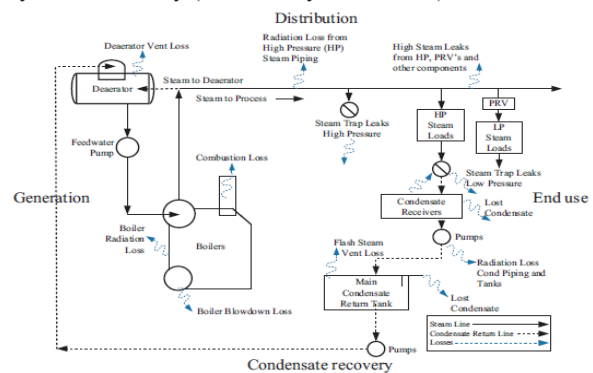 Distribution
Deaerator Vent Loss
Radiation Loss from
High Pressure (HP)
Steam Piping
High Steam Leaks
from HP, PRV's and
other components
Steam to Deaerator
Deaerator
Steam to Process
Steam Trap Leaks
High Pressure
HP
Steam
Loads
PRV
LP
Steam
Loads
Feedwater
Pump
Combustion Loss
Steam Trap Leaks
Low Pressure
Generation
End use
Condensate
Receivers
Lost
Condensate
Boiler
Radiation
Loss
Boilers
Flash Steam
Vent Loss
Pumps
Radiation Loss
Cond Piping and
Tanks
Main
Condensate
Return Tank
Lost
Condensate
Boiler Blowdown Loss
Steam Line
Condensate Return Line
Losses
Pumps
Condensate recovery